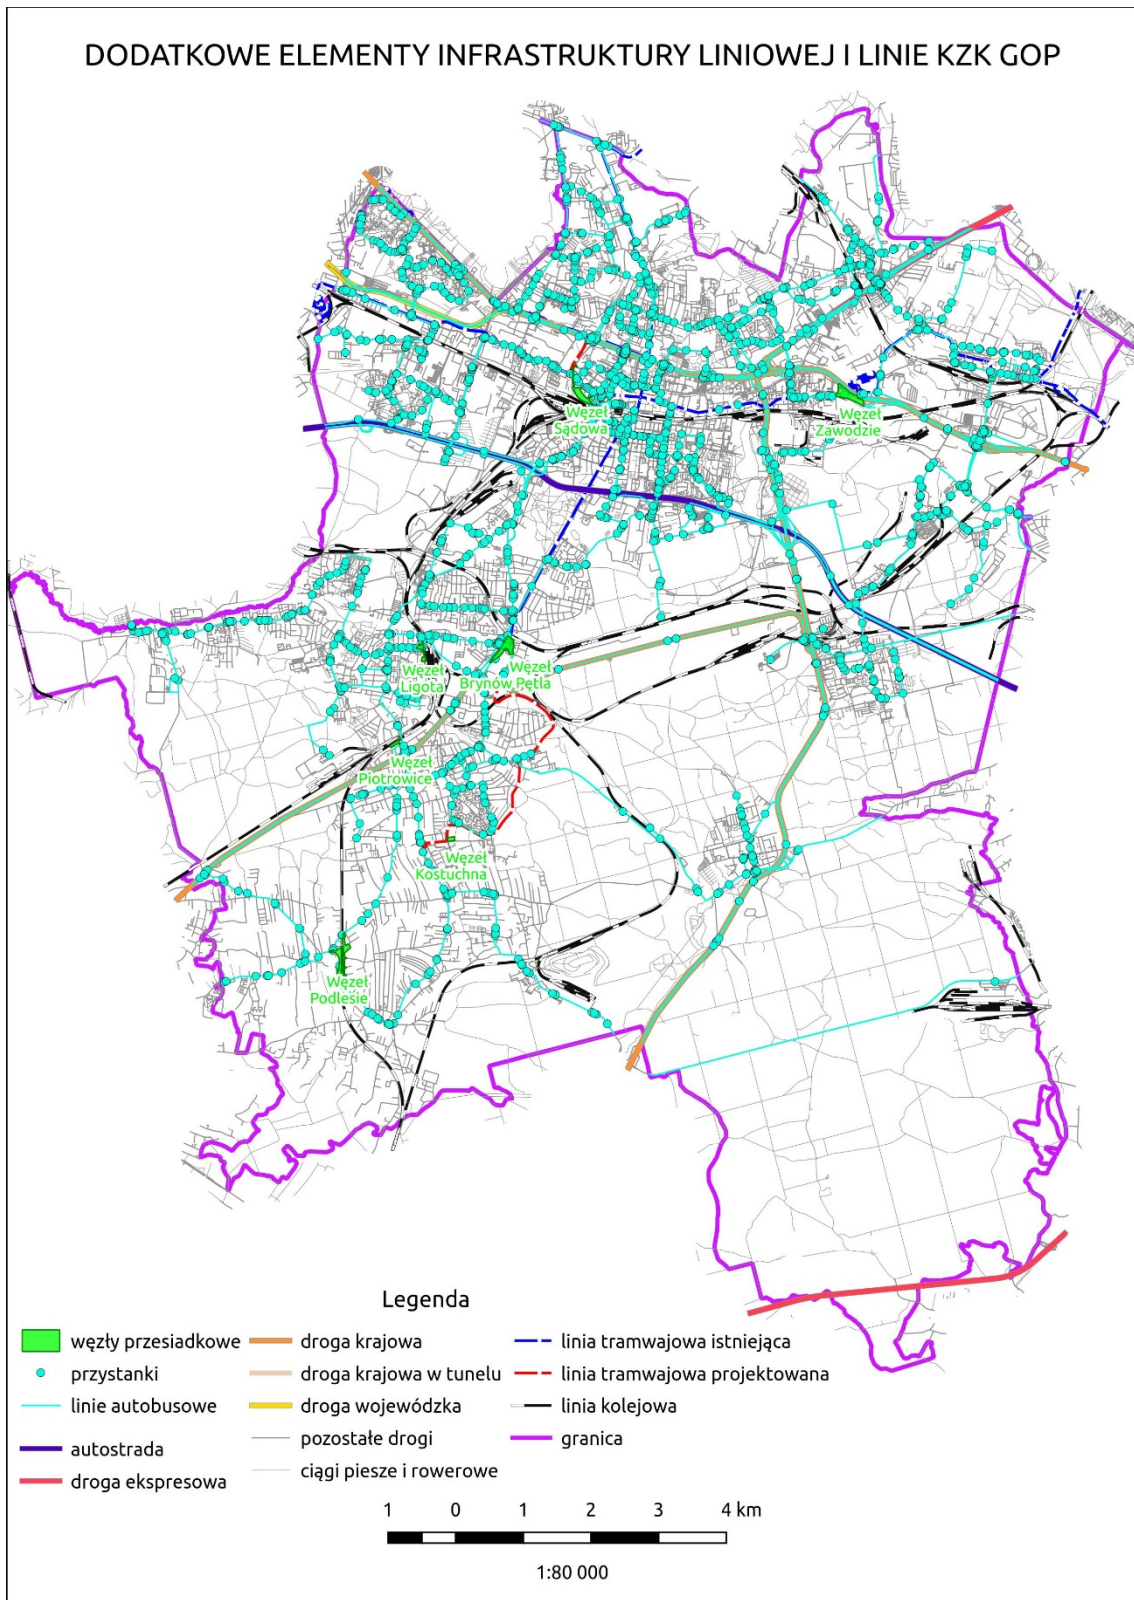 DODATKOWE ELEMENTY INFRASTRUKTURY LINIOWEJ I LINIE KZK GOP
Węzeł
Sądowa
Węzeł
Zawodzie
Węzeł
Ligota
Węzeł
Brynów Pętla
Węzeł
Piotrowice
Węzeł
Kostuchna
Węzeł
Podlesie
Legenda
węzły przesiadkowe
przystanki
linie autobusowe
autostrada
droga ekspresowa
droga krajowa
droga krajowa w tunelu
droga wojewódzka
pozostałe drogi
ciągi piesze i rowerowe
linia tramwajowa istniejąca
linia tramwajowa projektowana
linia kolejowa
granica
1 0 1 2 3 4 km
1:80 000